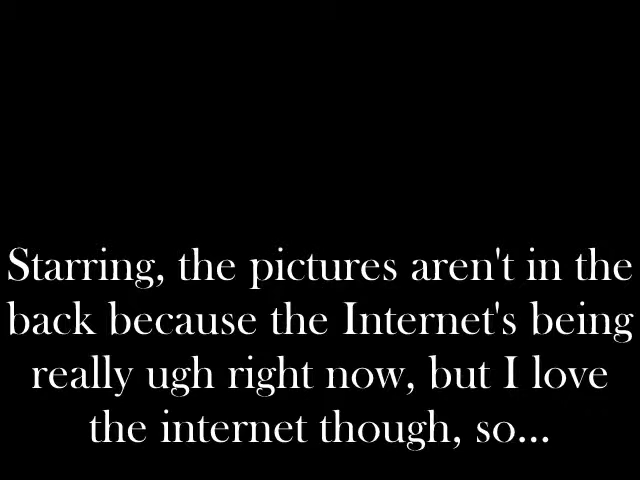 Starring, the pictures aren't in the
back because the Internet's being
really ugh right now, but I love
the internet though, so...